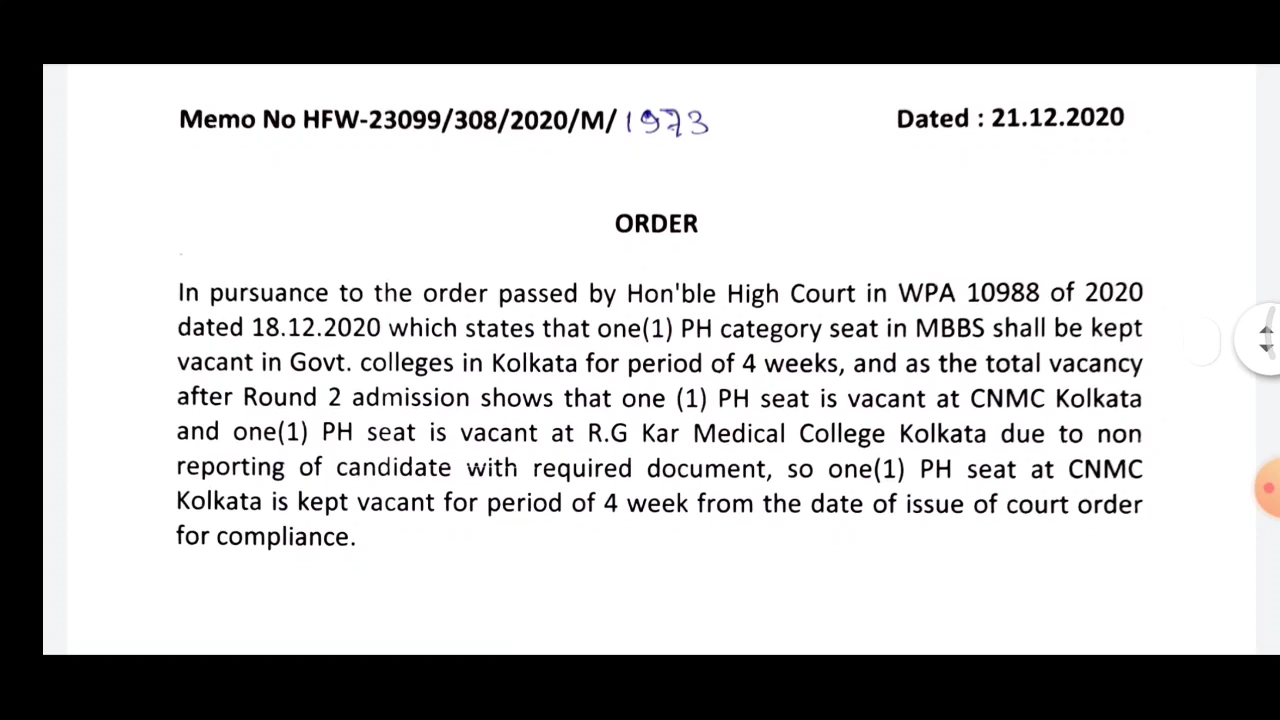 Memo No HFW-23099/308/2020/M/1973 Dated : 21.12.2020
ORDER
In pursuance to the order passed by Hon'ble High Court in WPA 10988 of 2020
dated 18.12.2020 which states that one(1) PH category seat in MBBS shall be kept
vacant in Govt. colleges in Kolkata for period of 4 weeks, and as the total vacancy
after Round 2 admission shows that one (1) PH seat is vacant at CNMC Kolkata
and one(1) PH seat is vacant at R.G Kar Medical College Kolkata due to non
reporting of candidate with required document, so one(1) PH seat at CNMC
Kolkata is kept vacant for period of 4 week from the date of issue of court order
for compliance.